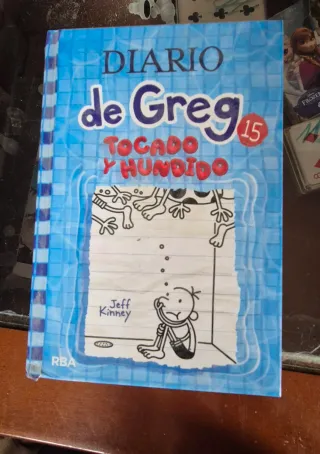 DIARIO
de Greg
15
TOCADO
Y HUNDIDO
Jeff
Kinney
RBA